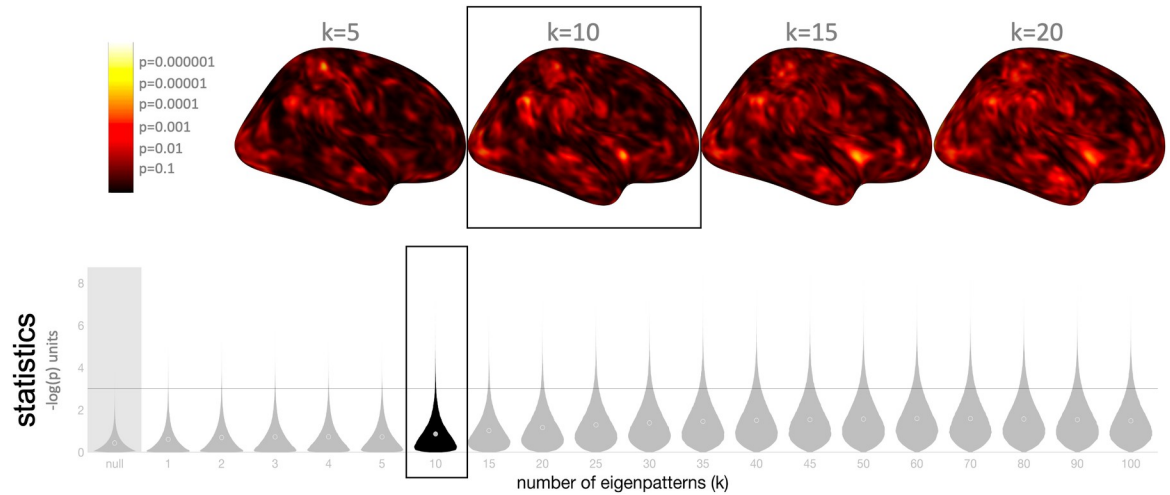 k=5 k=10 k=15 k=20
p=0.000001
p=0.00001
p=0.0001
p=0.001
p=0.01
p=0.1
statistics
-log(p) units
8
6
4
2
0
null 1 2 3 4 5 10 15 20 25 30 35 40 45 50 60 70 80 90 100
number of eigenpatterns (k)